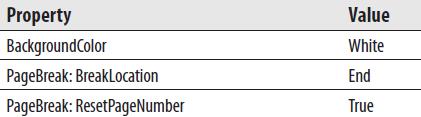 Property Value
BackgroundColor White
PageBreak: BreakLocation End
PageBreak: ResetPageNumber True